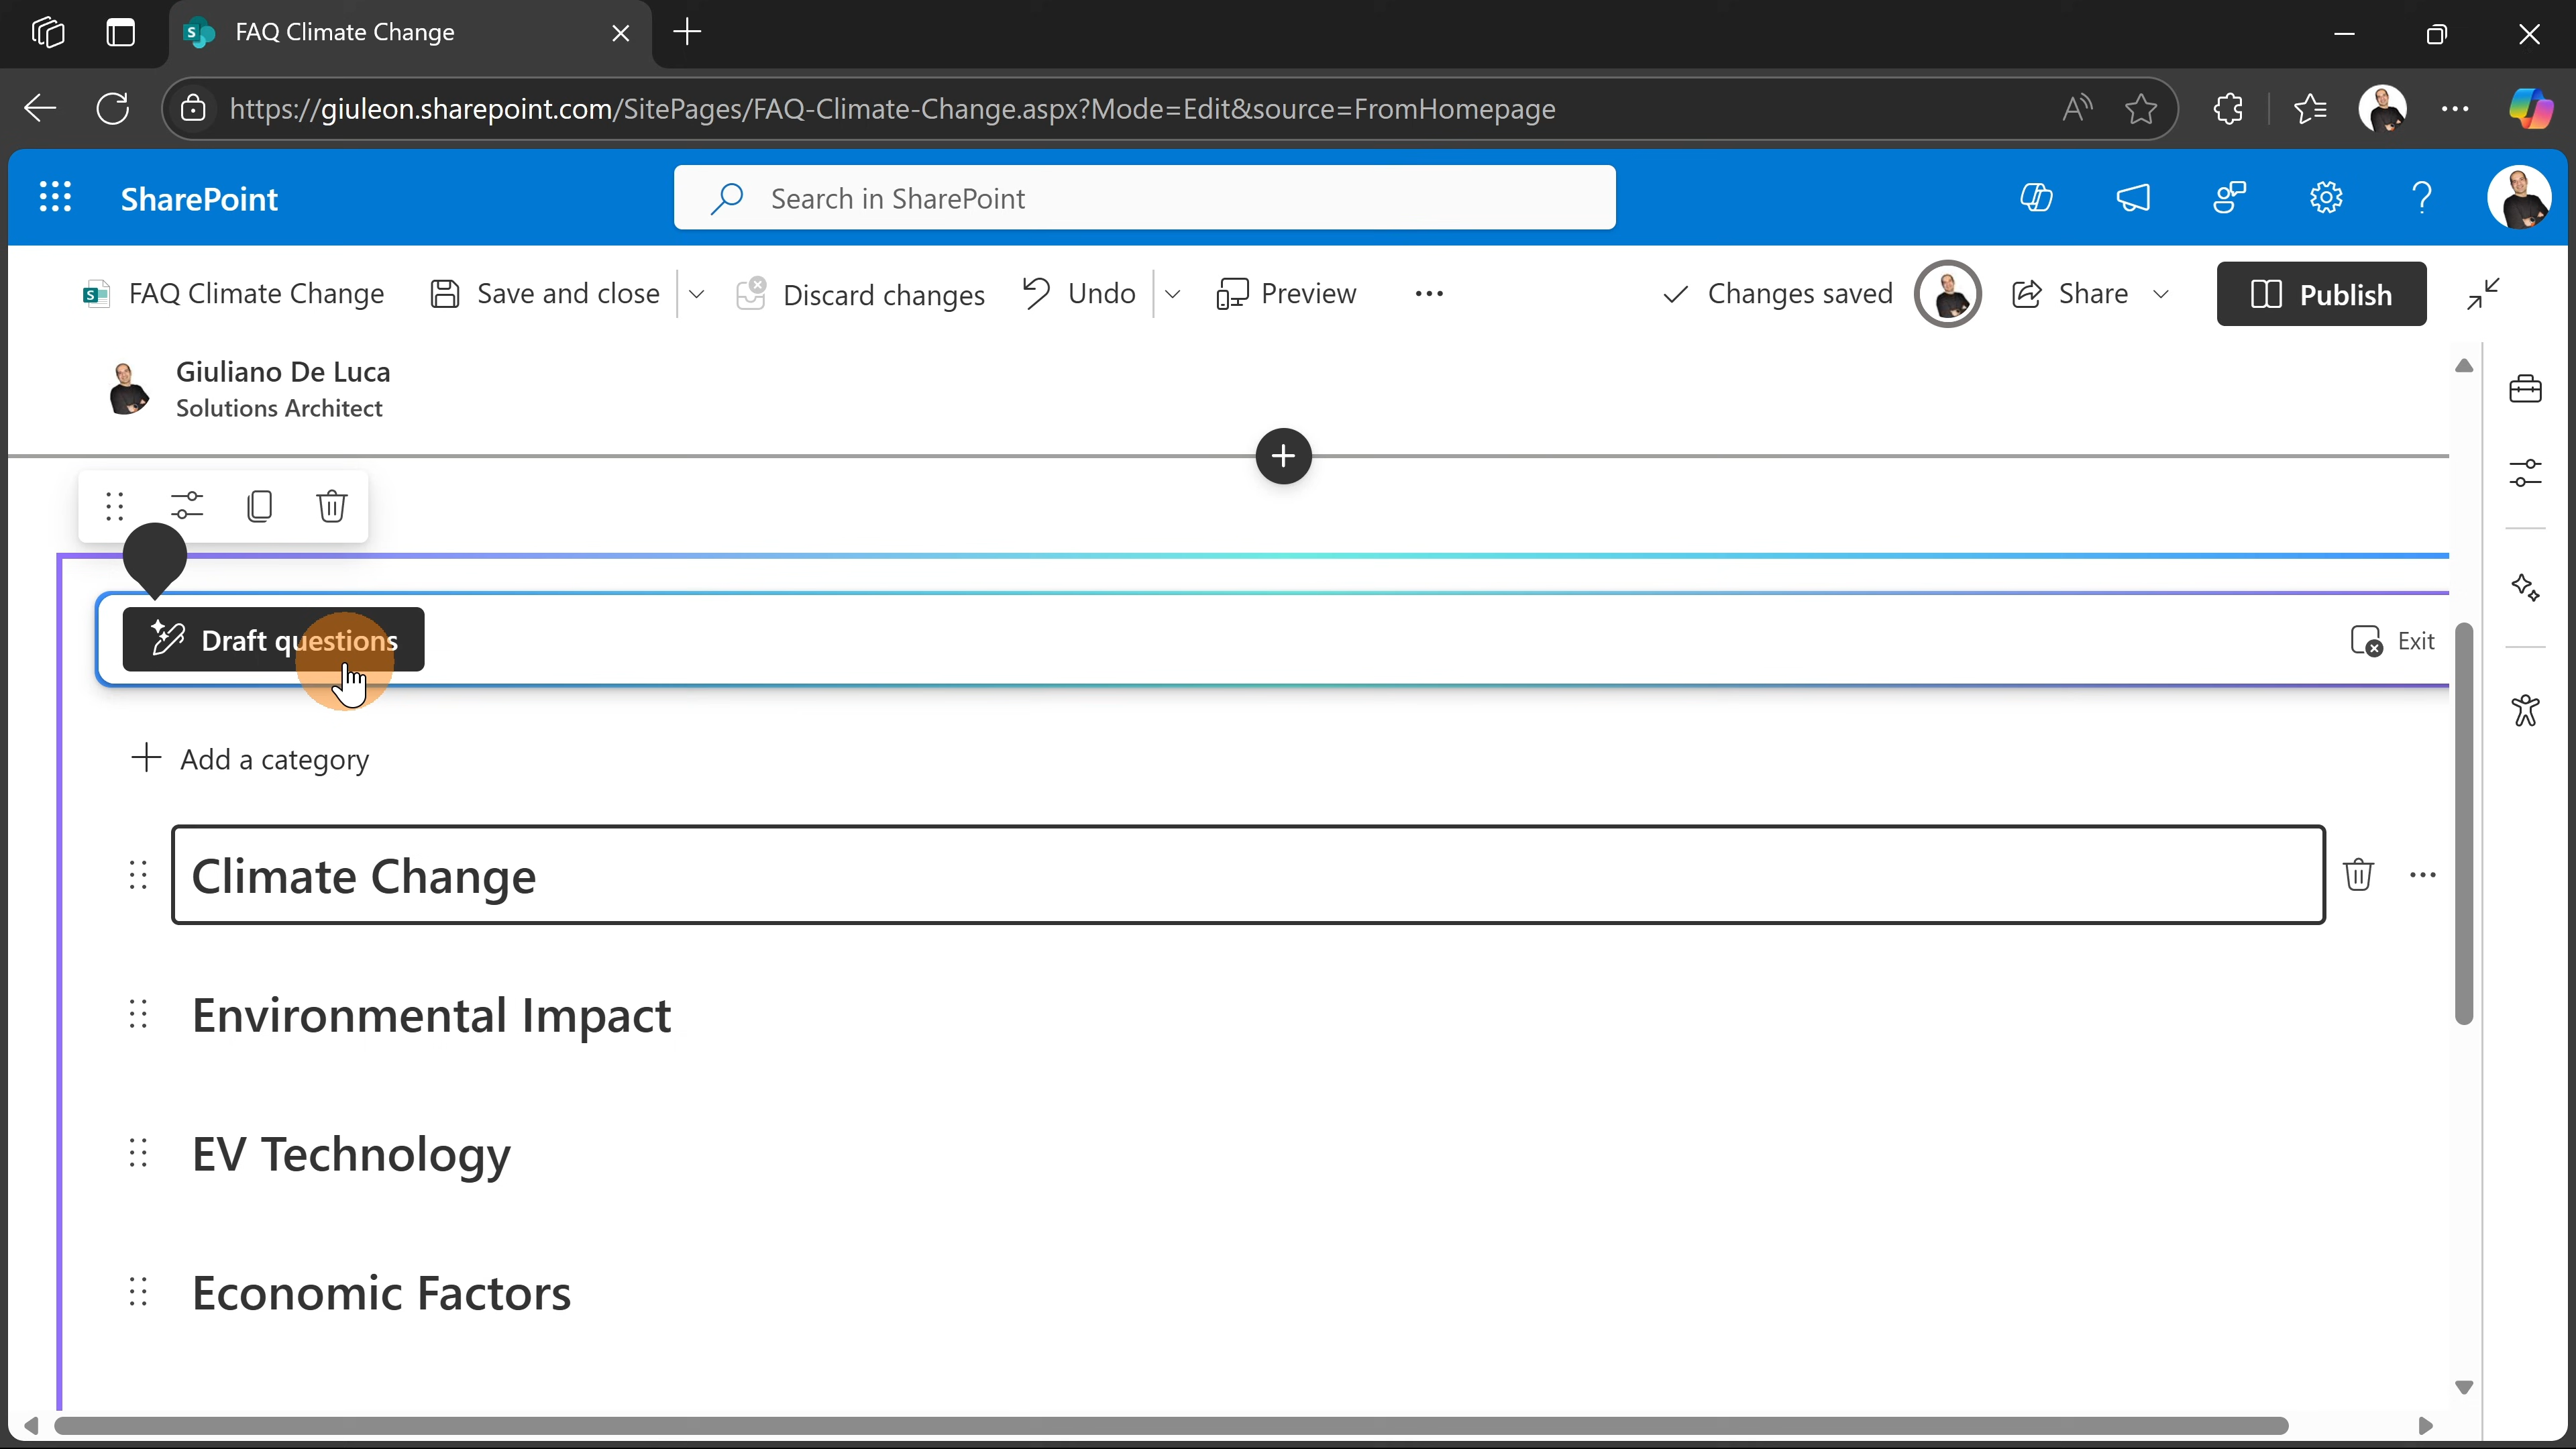 FAQ Climate Change
https://giuleon.sharepoint.com/SitePages/FAQ-Climate-Change.aspx?Mode=Edit&source=FromHomepage
SharePoint
Search in SharePoint
FAQ Climate Change
Save and close
Discard changes
Undo
Preview
Changes saved
Share
Publish
Giuliano De Luca
Solutions Architect
Draft questions
Exit
Add a category
Climate Change
Environmental Impact
EV Technology
Economic Factors